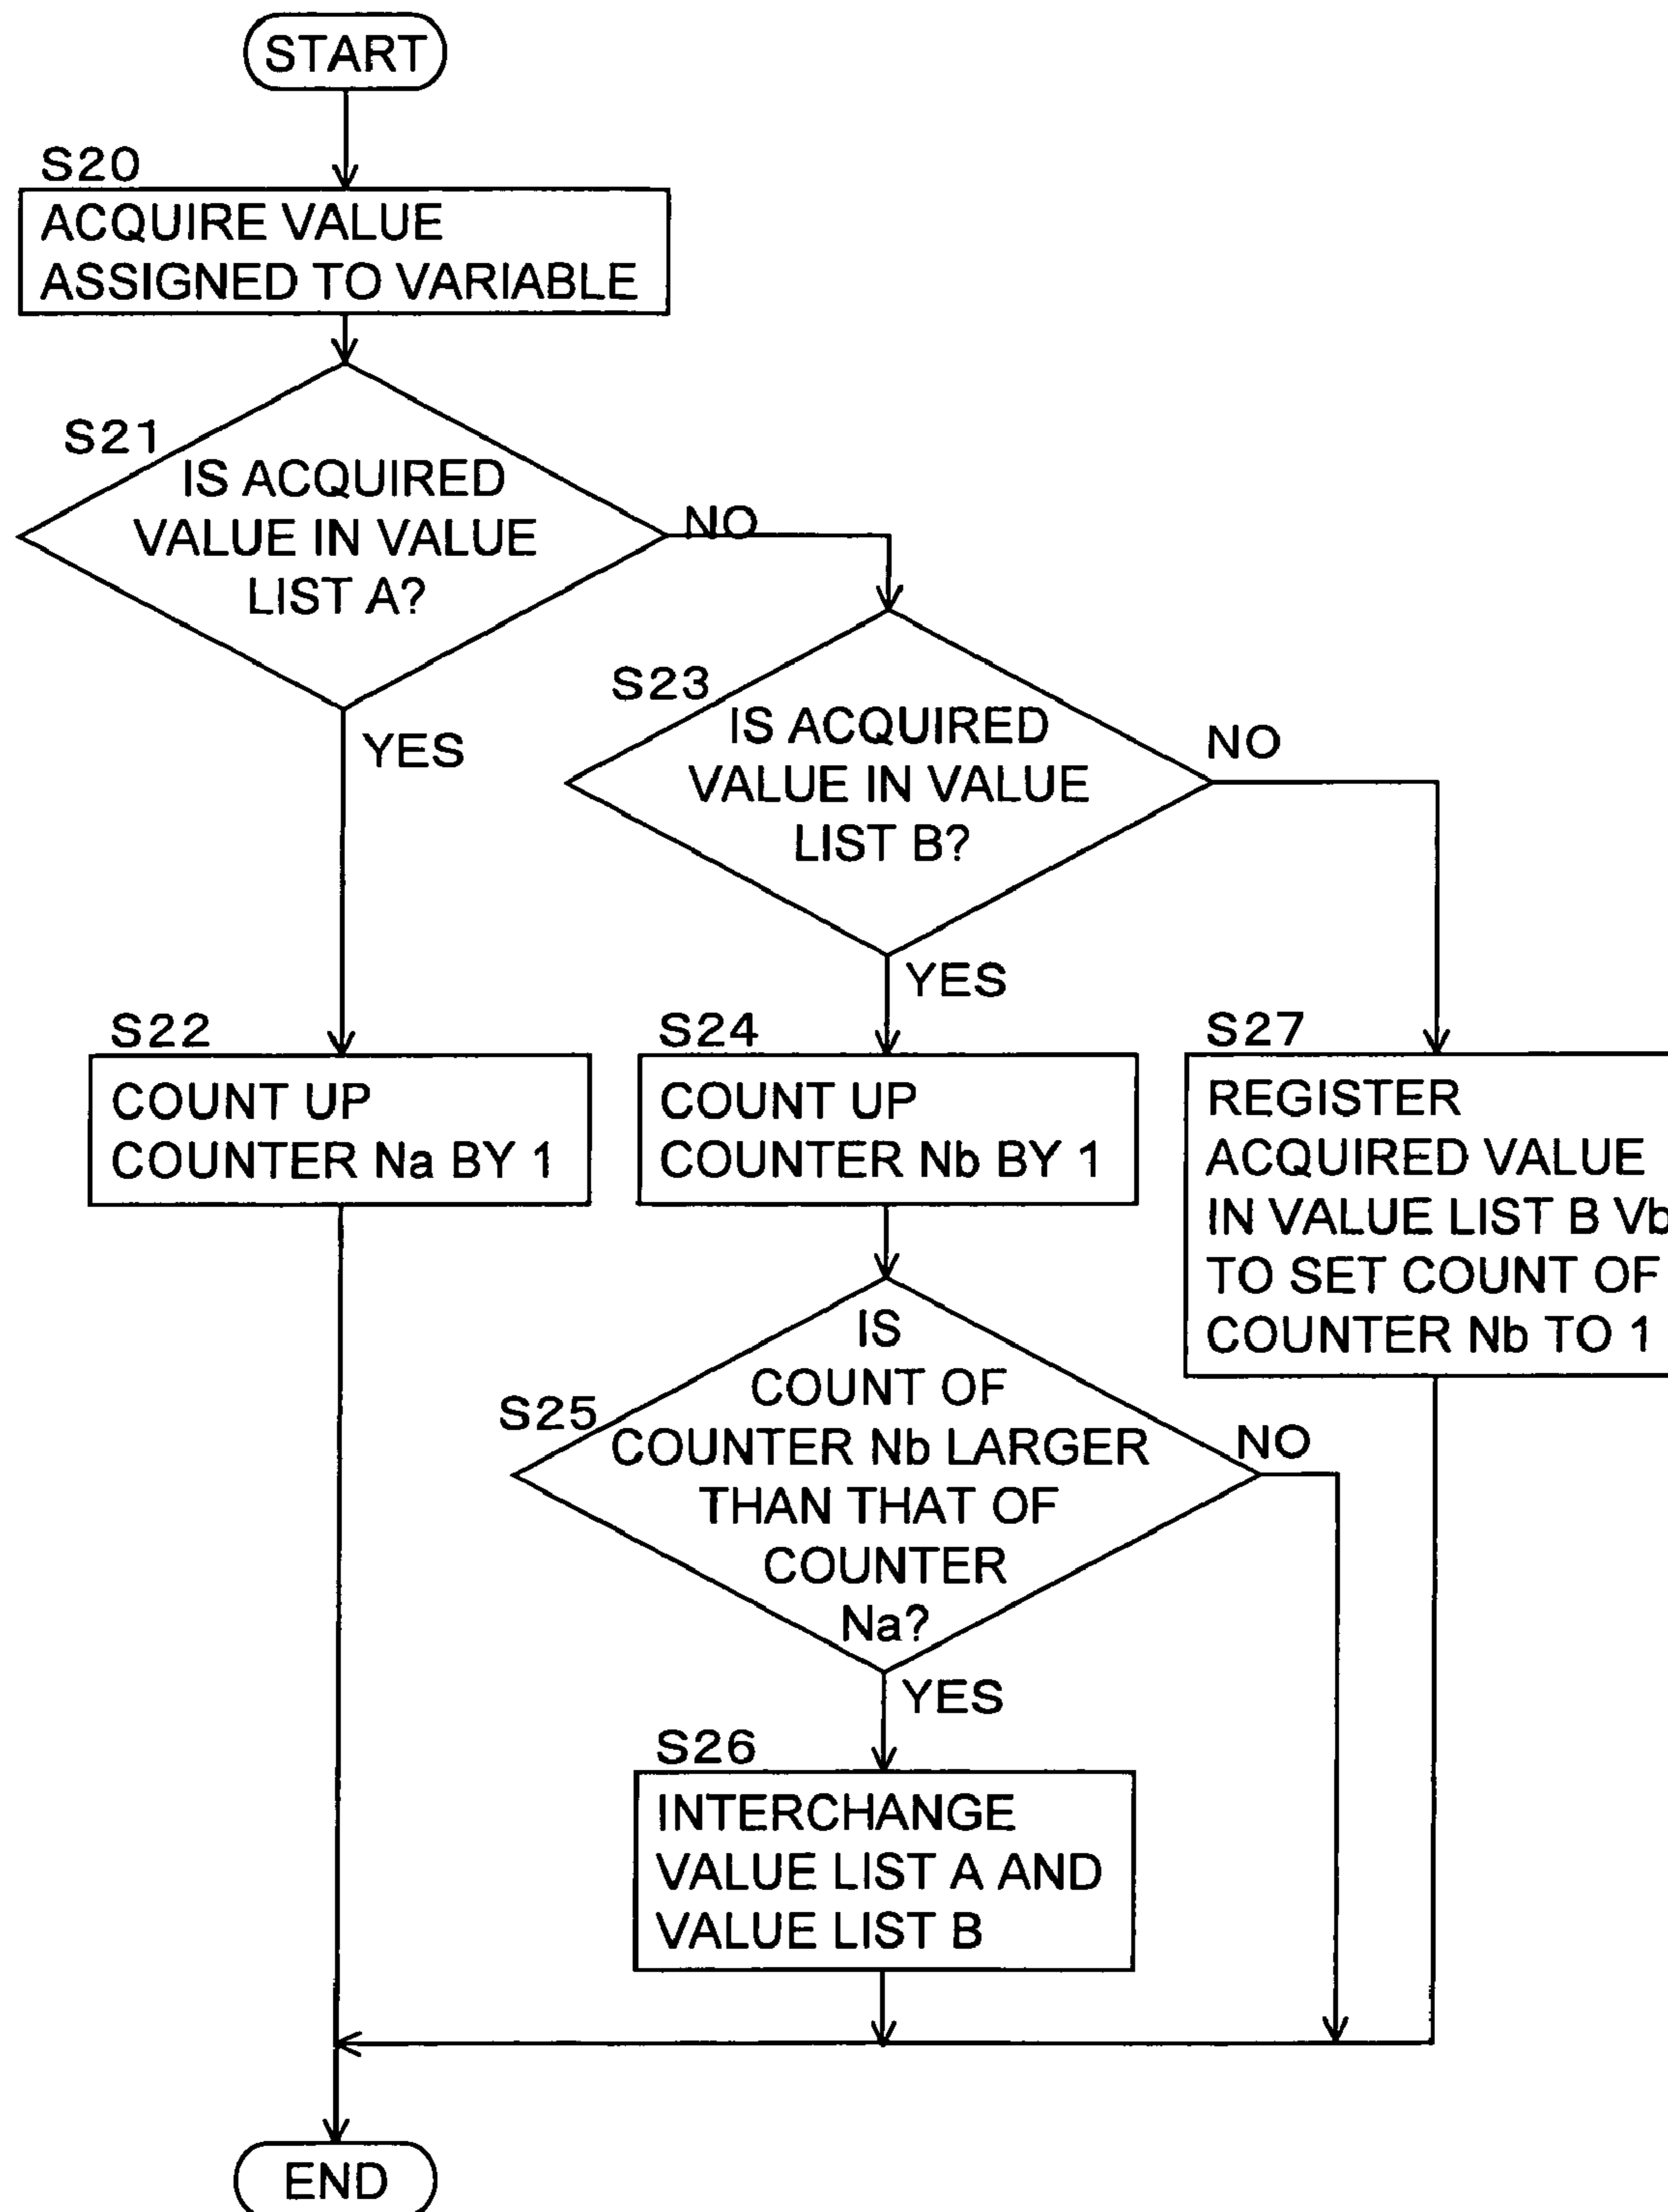 START
S20
ACQUIRE VALUE
ASSIGNED TO VARIABLE
S21
IS ACQUIRED
VALUE IN VALUE
LIST A?
NO
YES
S23
IS ACQUIRED
VALUE IN VALUE
LIST B?
NO
YES
S22
COUNT UP
COUNTER Na BY 1
S24
COUNT UP
COUNTER Nb BY 1
S27
REGISTER
ACQUIRED VALUE
IN VALUE LIST B Vb
TO SET COUNT OF
COUNTER Nb TO 1
S25
IS
COUNT OF
COUNTER Nb LARGER
THAN THAT OF
COUNTER
Na?
NO
YES
S26
INTERCHANGE
VALUE LIST A AND
VALUE LIST B
END